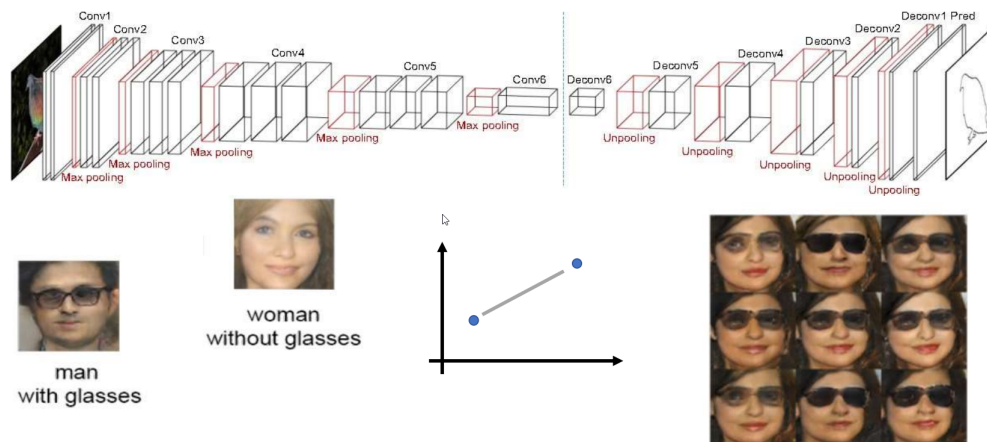 Conv1
Conv2
Conv3
Conv4
Conv5
Conv6
Deconv6
Deconv5
Deconv4
Deconv3
Deconv2
Deconv1 Pred
Max pooling
Max pooling
Max pooling
Max pooling
Max pooling
Unpooling
Unpooling
Unpooling
Unpooling
Unpooling
man
with glasses
woman
without glasses